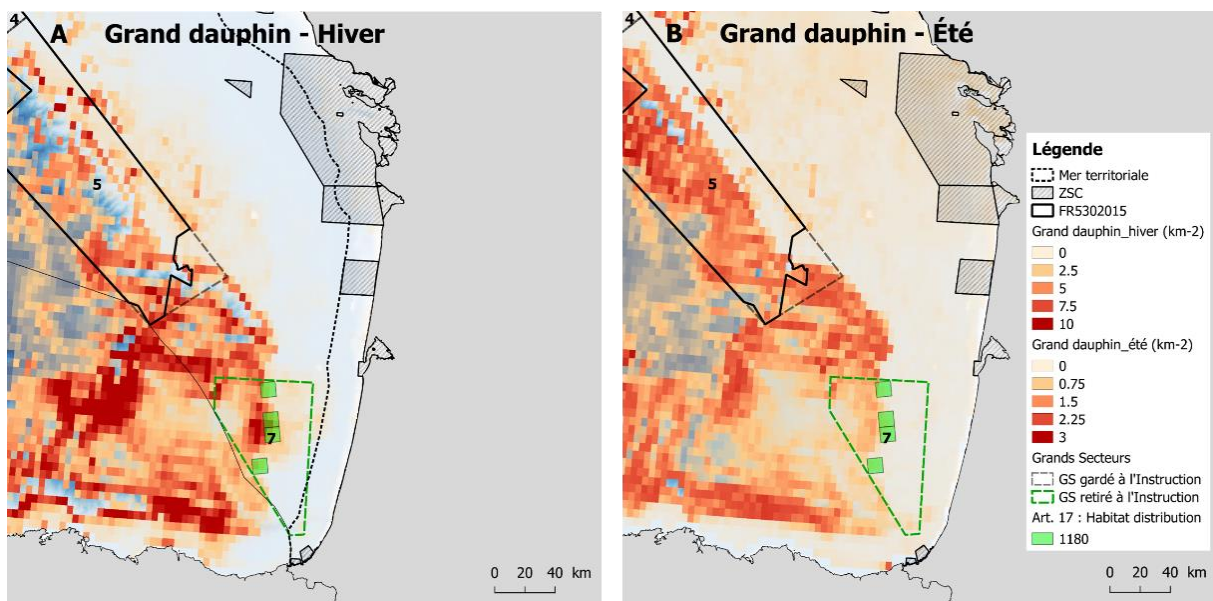 4
A Grand dauphin - Hiver
5
7
0 20 40 km
4
B Grand dauphin - Été
5
7
0 20 40 km
Légende
Mer territoriale
ZSC
FR5302015
Grand dauphin_hiver (km-2)
0
2.5
5
7.5
10
Grand dauphin_été (km-2)
0
0.75
1.5
2.25
3
Grands Secteurs
GS gardé à l'Instruction
GS retiré à l'Instruction
Art. 17 : Habitat distribution
1180